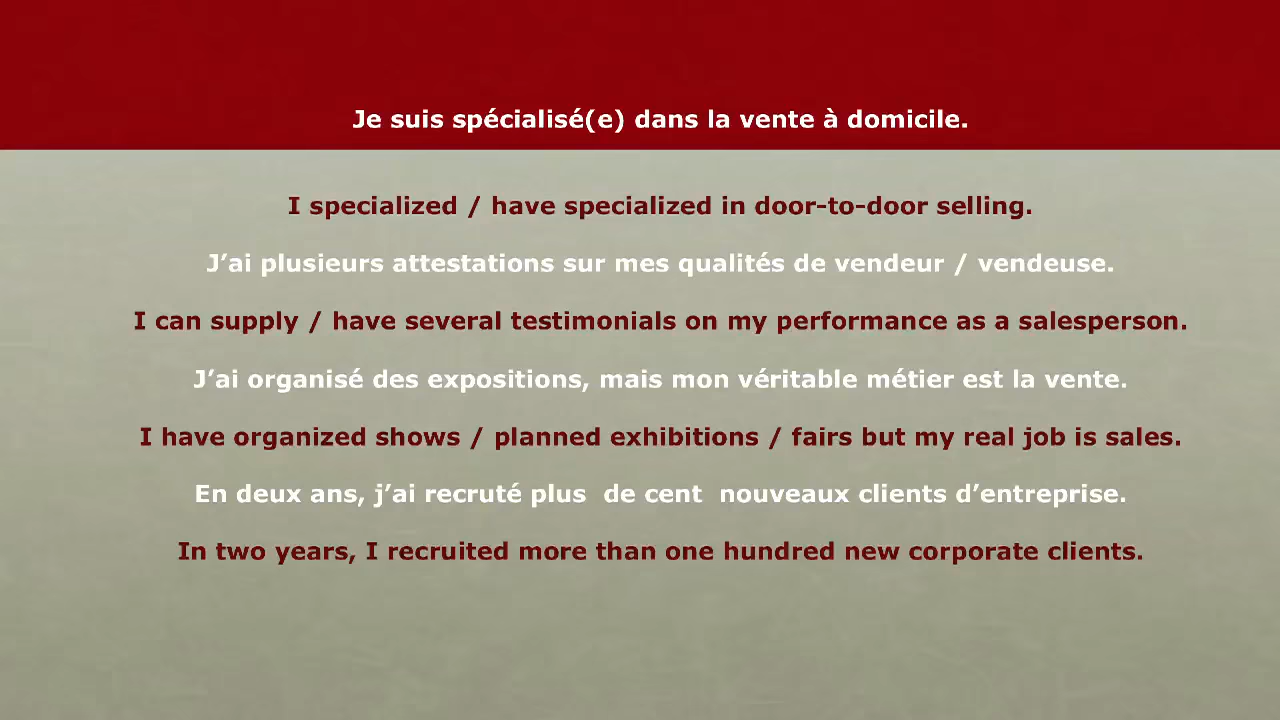 Je suis spécialisé(e) dans la vente à domicile.
I specialized / have specialized in door-to-door selling.
J’ai plusieurs attestations sur mes qualités de vendeur / vendeuse.
I can supply / have several testimonials on my performance as a salesperson.
J’ai organisé des expositions, mais mon véritable métier est la vente.
I have organized shows / planned exhibitions / fairs but my real job is sales.
En deux ans, j’ai recruté plus  de cent  nouveaux clients d’entreprise.
In two years, I recruited more than one hundred new corporate clients.